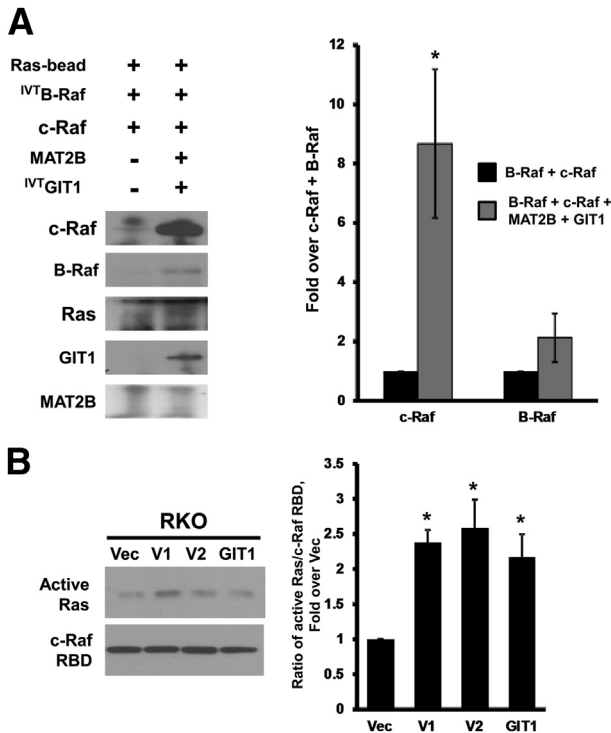 A
Ras-bead + +
IVTB-Raf + +
c-Raf + +
MAT2B - +
IVTGIT1 - +
c-Raf
B-Raf
Ras
GIT1
MAT2B
Fold over c-Raf + B-Raf
12
10
8
6
4
2
0
*
c-Raf
B-Raf
B-Raf + c-Raf
B-Raf + c-Raf +
MAT2B + GIT1
B
RKO
Vec V1 V2 GIT1
Active
Ras
c-Raf
RBD
Ratio of active Ras/c-Raf RBD,
Fold over Vec
3.5
3
2.5
2
1.5
1
0.5
0
*
*
*
Vec V1 V2 GIT1